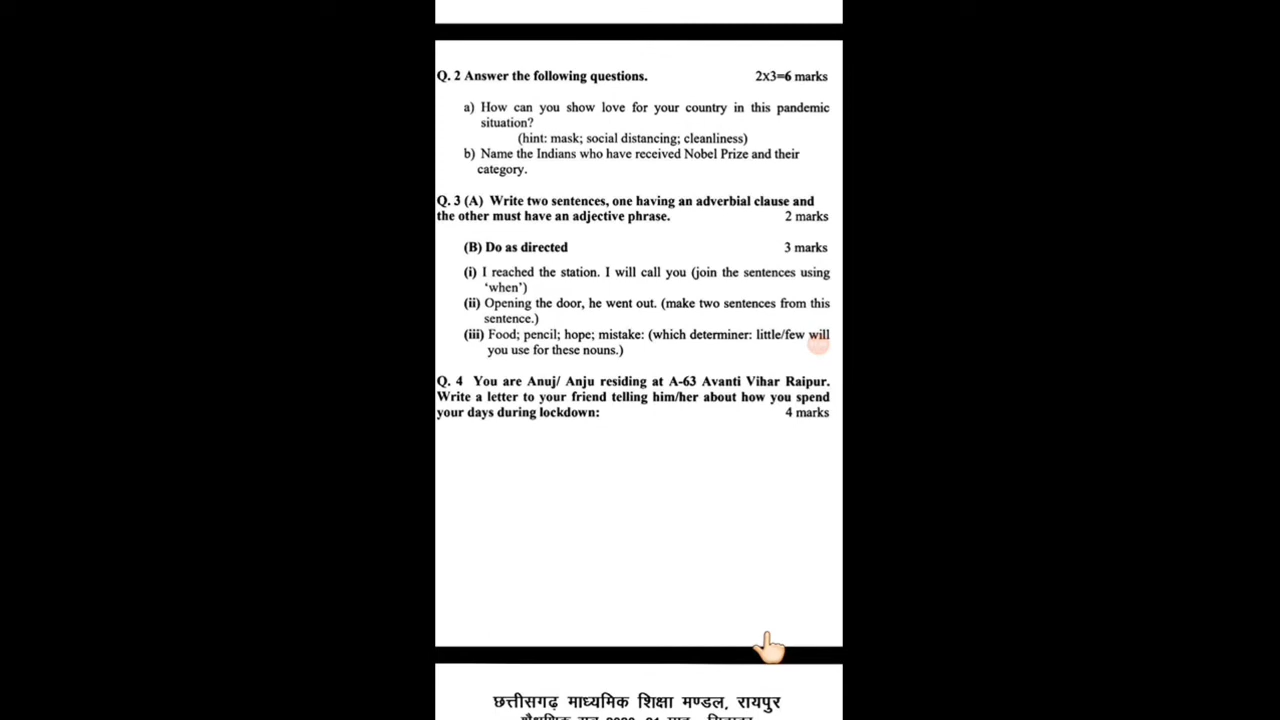 Q. 2 Answer the following questions. 2x3=6 marks
a) How can you show love for your country in this pandemic
situation?
(hint: mask; social distancing; cleanliness)
b) Name the Indians who have received Nobel Prize and their
category.
Q. 3 (A) Write two sentences, one having an adverbial clause and
the other must have an adjective phrase. 2 marks
(B) Do as directed 3 marks
(i) I reached the station. I will call you (join the sentences using
‘when’)
(ii) Opening the door, he went out. (make two sentences from this
sentence.)
(iii) Food; pencil; hope; mistake: (which determiner: little/few will
you use for these nouns.)
Q. 4 You are Anuj/ Anju residing at A-63 Avanti Vihar Raipur.
Write a letter to your friend telling him/her about how you spend
your days during lockdown: 4 marks
छत्तीसगढ़ माध्यमिक शिक्षा मण्डल, रायपुर